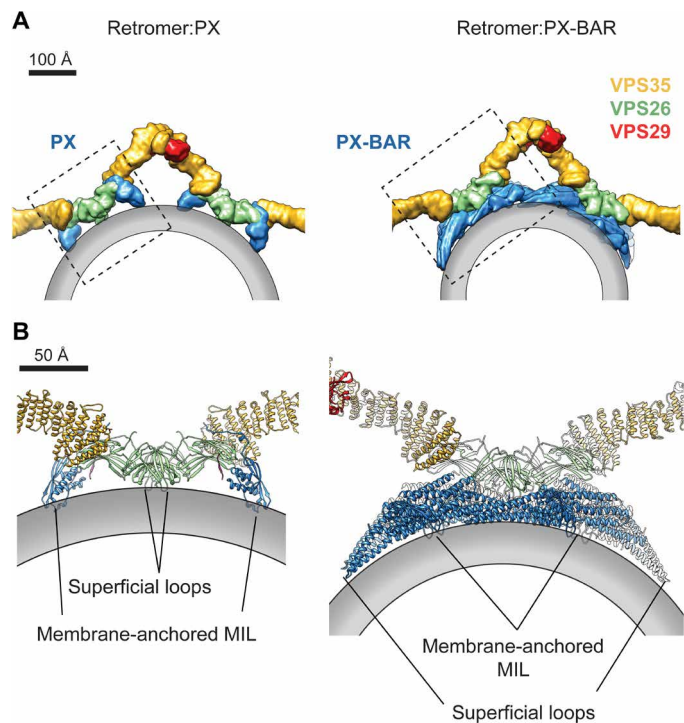 A
Retromer:PX
Retromer:PX-BAR
100 Å
VPS35
VPS26
VPS29
PX
PX-BAR
B
50 Å
Superficial loops
Membrane-anchored MIL
Membrane-anchored
MIL
Superficial loops